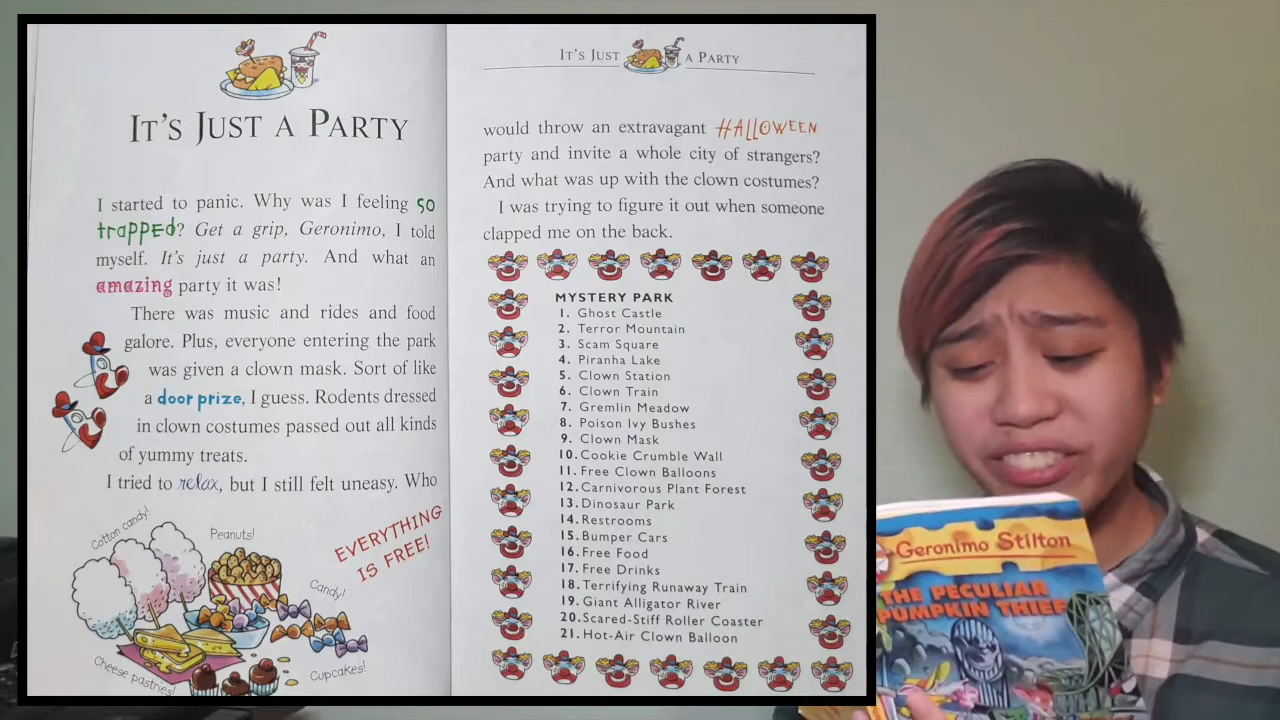 IT'S JUST A PARTY
I started to panic. Why was I feeling so
trapped? Get a grip, Geronimo, I told
myself. It's just a party. And what an
amazing party it was!
There was music and rides and food
galore. Plus, everyone entering the park
was given a clown mask. Sort of like
a door prize, I guess. Rodents dressed
in clown costumes passed out all kinds
of yummy treats.
I tried to relax, but I still felt uneasy. Who
Cotton candy!
Peanuts!
EVERYTHING
IS FREE!
Candy!
Cheese pastries!
Cupcakes!
IT'S JUST A PARTY
would throw an extravagant HALLOWEEN
party and invite a whole city of strangers?
And what was up with the clown costumes?
I was trying to figure it out when someone
clapped me on the back.
MYSTERY PARK
1. Ghost Castle
2. Terror Mountain
3. Scam Square
4. Piranha Lake
5. Clown Station
6. Clown Train
7. Gremlin Meadow
8. Poison Ivy Bushes
9. Clown Mask
10. Cookie Crumble Wall
11. Free Clown Balloons
12. Carnivorous Plant Forest
13. Dinosaur Park
14. Restrooms
15. Bumper Cars
16. Free Food
17. Free Drinks
18. Terrifying Runaway Train
19. Giant Alligator River
20. Scared-Stiff Roller Coaster
21. Hot-Air Clown Balloon
Geronimo Stilton
THE PECULIAR
PUMPKIN THIEF